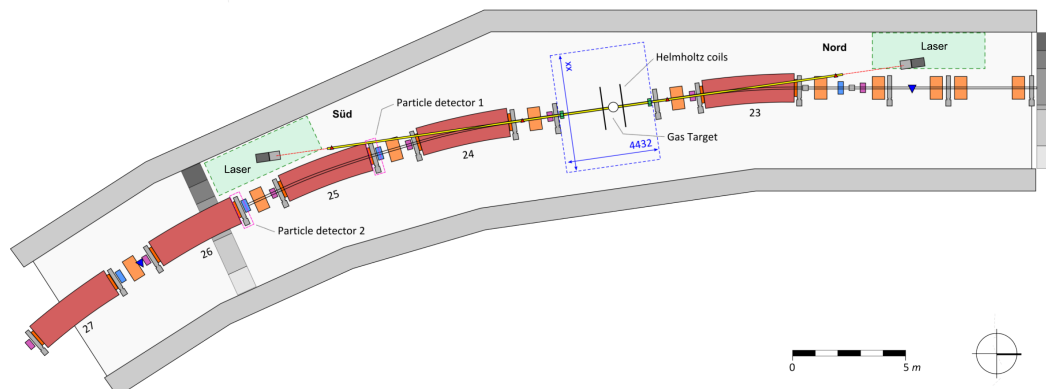 Nord
Laser
Helmholtz coils
xx
Particle detector 1
Süd
23
Gas Target
4432
24
Laser
25
Particle detector 2
26
27
0
5 m